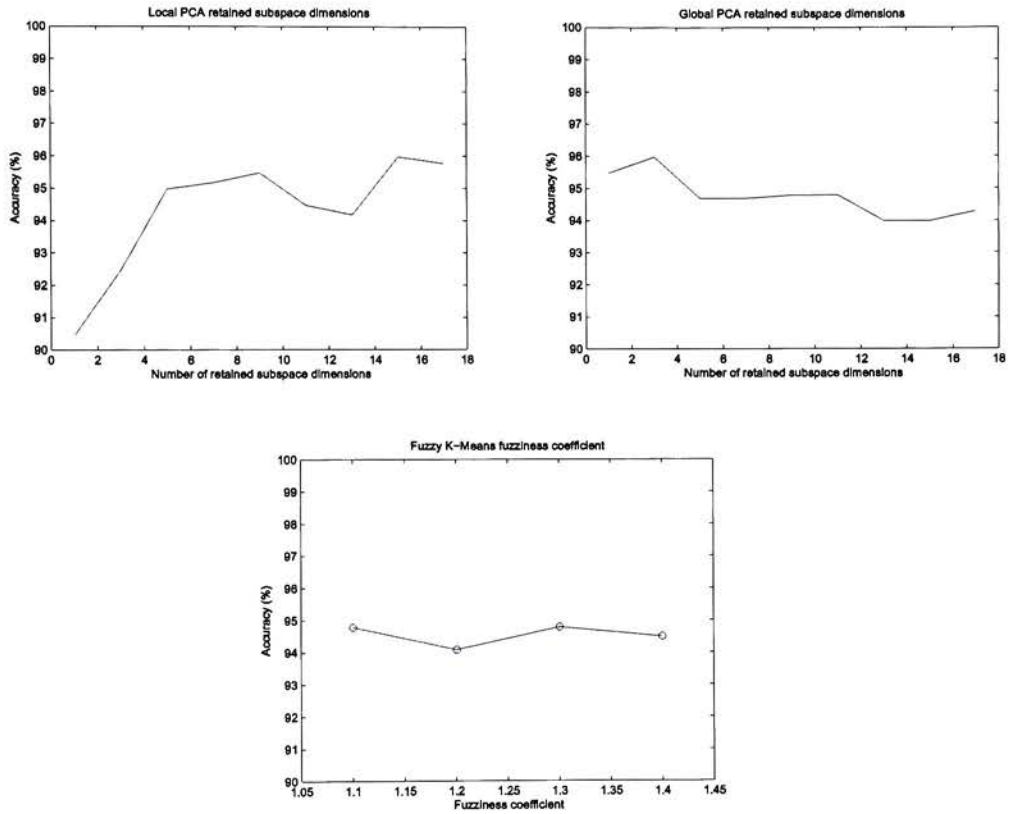 Local PCA retained subspace dimensions
100
99
98
97
96
95
94
93
92
91
90
Accuracy (%)
0 2 4 6 8 10 12 14 16 18
Number of retained subspace dimensions
Global PCA retained subspace dimensions
100
99
98
97
96
95
94
93
92
91
90
Accuracy (%)
0 2 4 6 8 10 12 14 16 18
Number of retained subspace dimensions
Fuzzy K-Means fuzziness coefficient
100
99
98
97
96
95
94
93
92
91
90
Accuracy (%)
1.05 1.1 1.15 1.2 1.25 1.3 1.35 1.4 1.45
Fuzziness coefficient